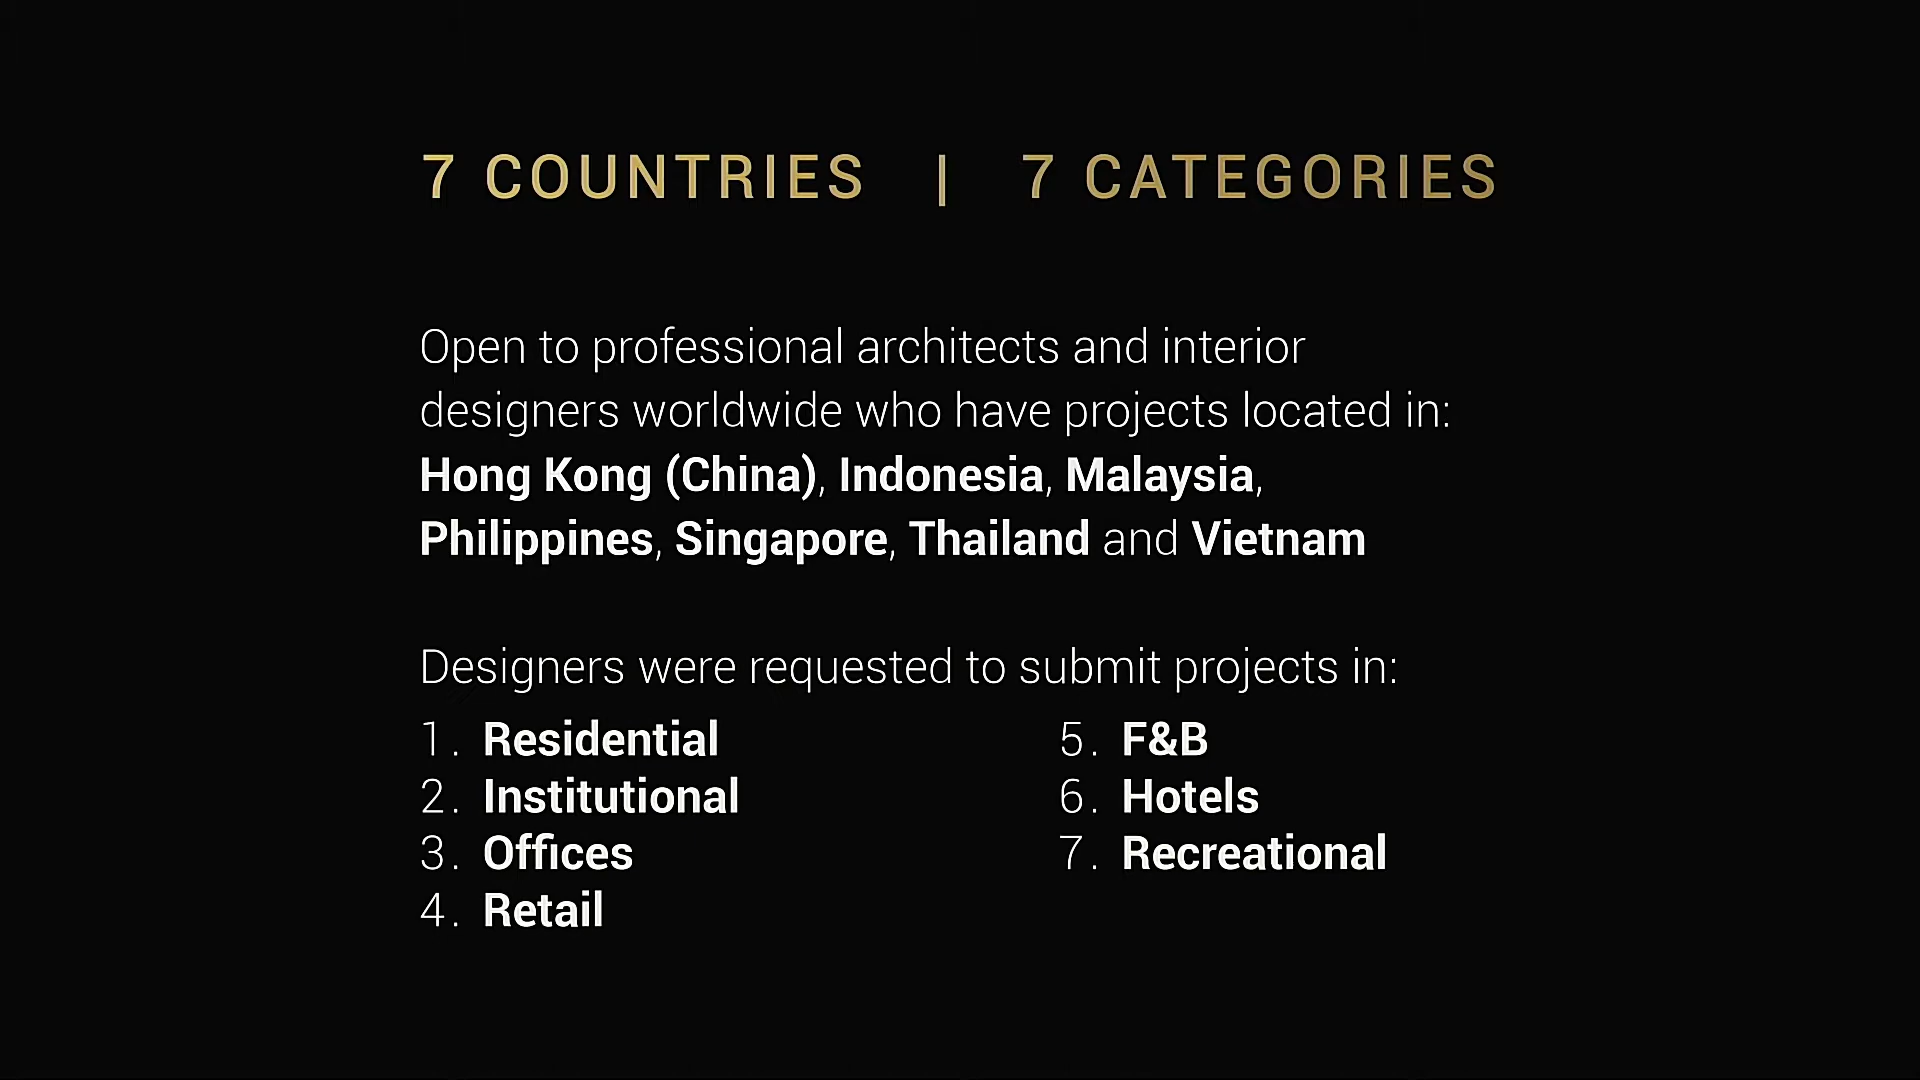 7 COUNTRIES | 7 CATEGORIES
Open to professional architects and interior
designers worldwide who have projects located in:
Hong Kong (China), Indonesia, Malaysia,
Philippines, Singapore, Thailand and Vietnam
Designers were requested to submit projects in:
1. Residential
2. Institutional
3. Offices
4. Retail
5. F&B
6. Hotels
7. Recreational